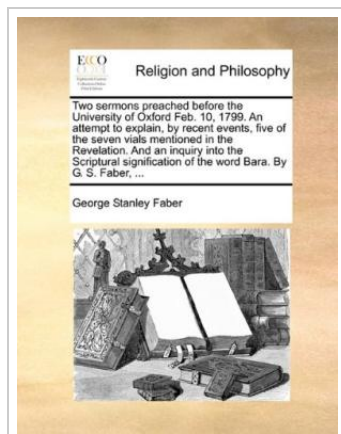 ECCO
Religion and Philosophy
Two sermons preached before the
University of Oxford Feb. 10, 1799. An
attempt to explain, by recent events, five of
the seven vials mentioned in the
Revelation. And an inquiry into the
Scriptural signification of the word Bara. By
G. S. Faber, ...
George Stanley Faber